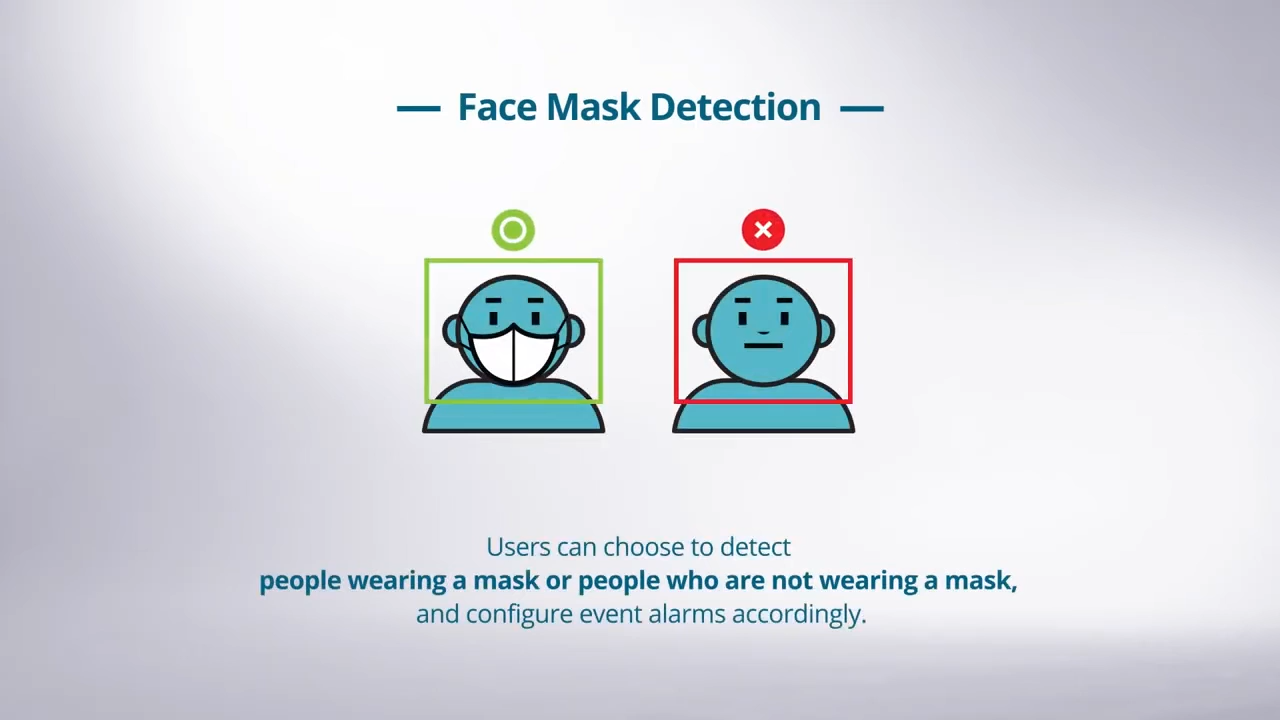 Face Mask Detection
Users can choose to detect
people wearing a mask or people who are not wearing a mask,
and configure event alarms accordingly.